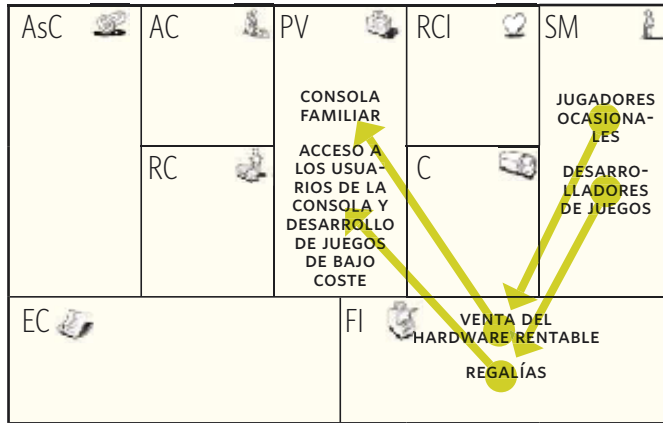 AsC
AC
PV
RCl
SM
CONSOLA
FAMILIAR
ACCESO A
LOS USUA-
RIOS DE LA
CONSOLA Y
DESARROLLO
DE JUEGOS
DE BAJO
COSTE
JUGADORES
OCASIONA-
LES
DESARRO-
LLADORES
DE JUEGOS
RC
C
EC
FI
VENTA DEL
HARDWARE RENTABLE
REGALÍAS